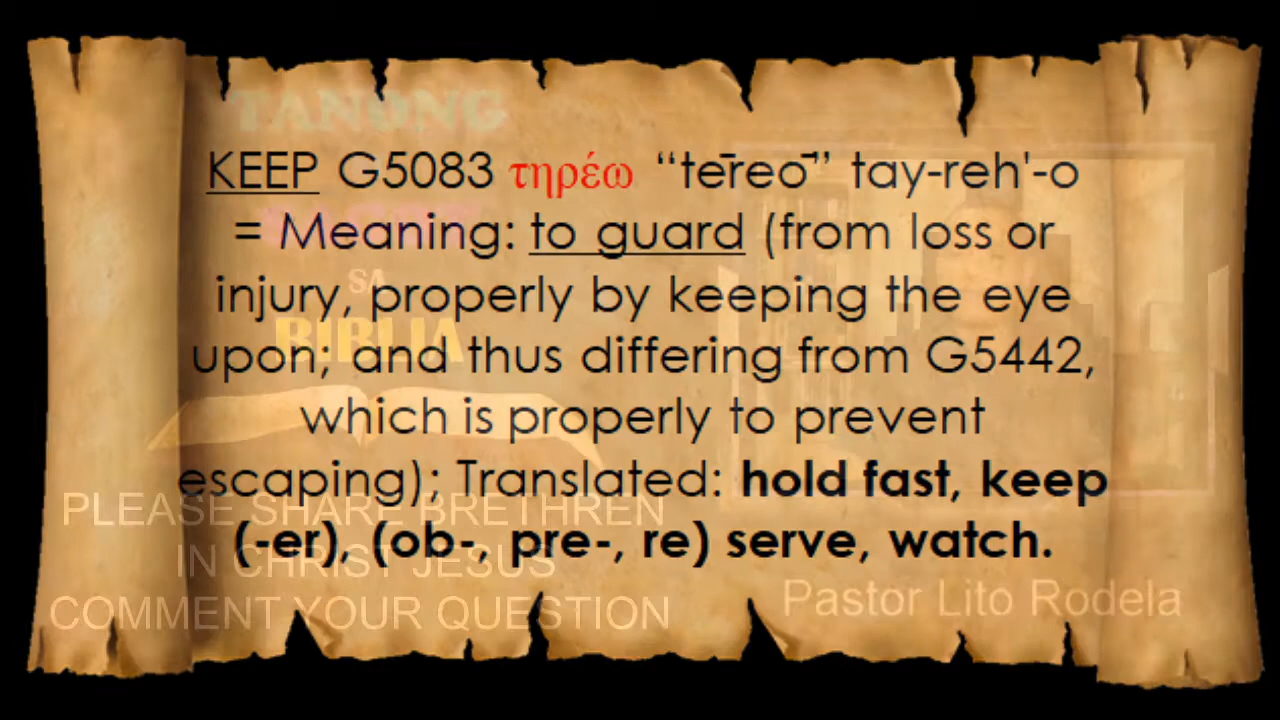 TANONG
SA
BIBLIA
KEEP G5083 τηρέω “tēreō” tay-reh'-o
= Meaning: to guard (from loss or
injury, properly by keeping the eye
upon; and thus differing from G5442,
which is properly to prevent
escaping); Translated: hold fast, keep
(-er), (ob-, pre-, re) serve, watch.
PLEASE SHARE BRETHREN
IN CHRIST JESUS
COMMENT YOUR QUESTION
Pastor Lito Rodela